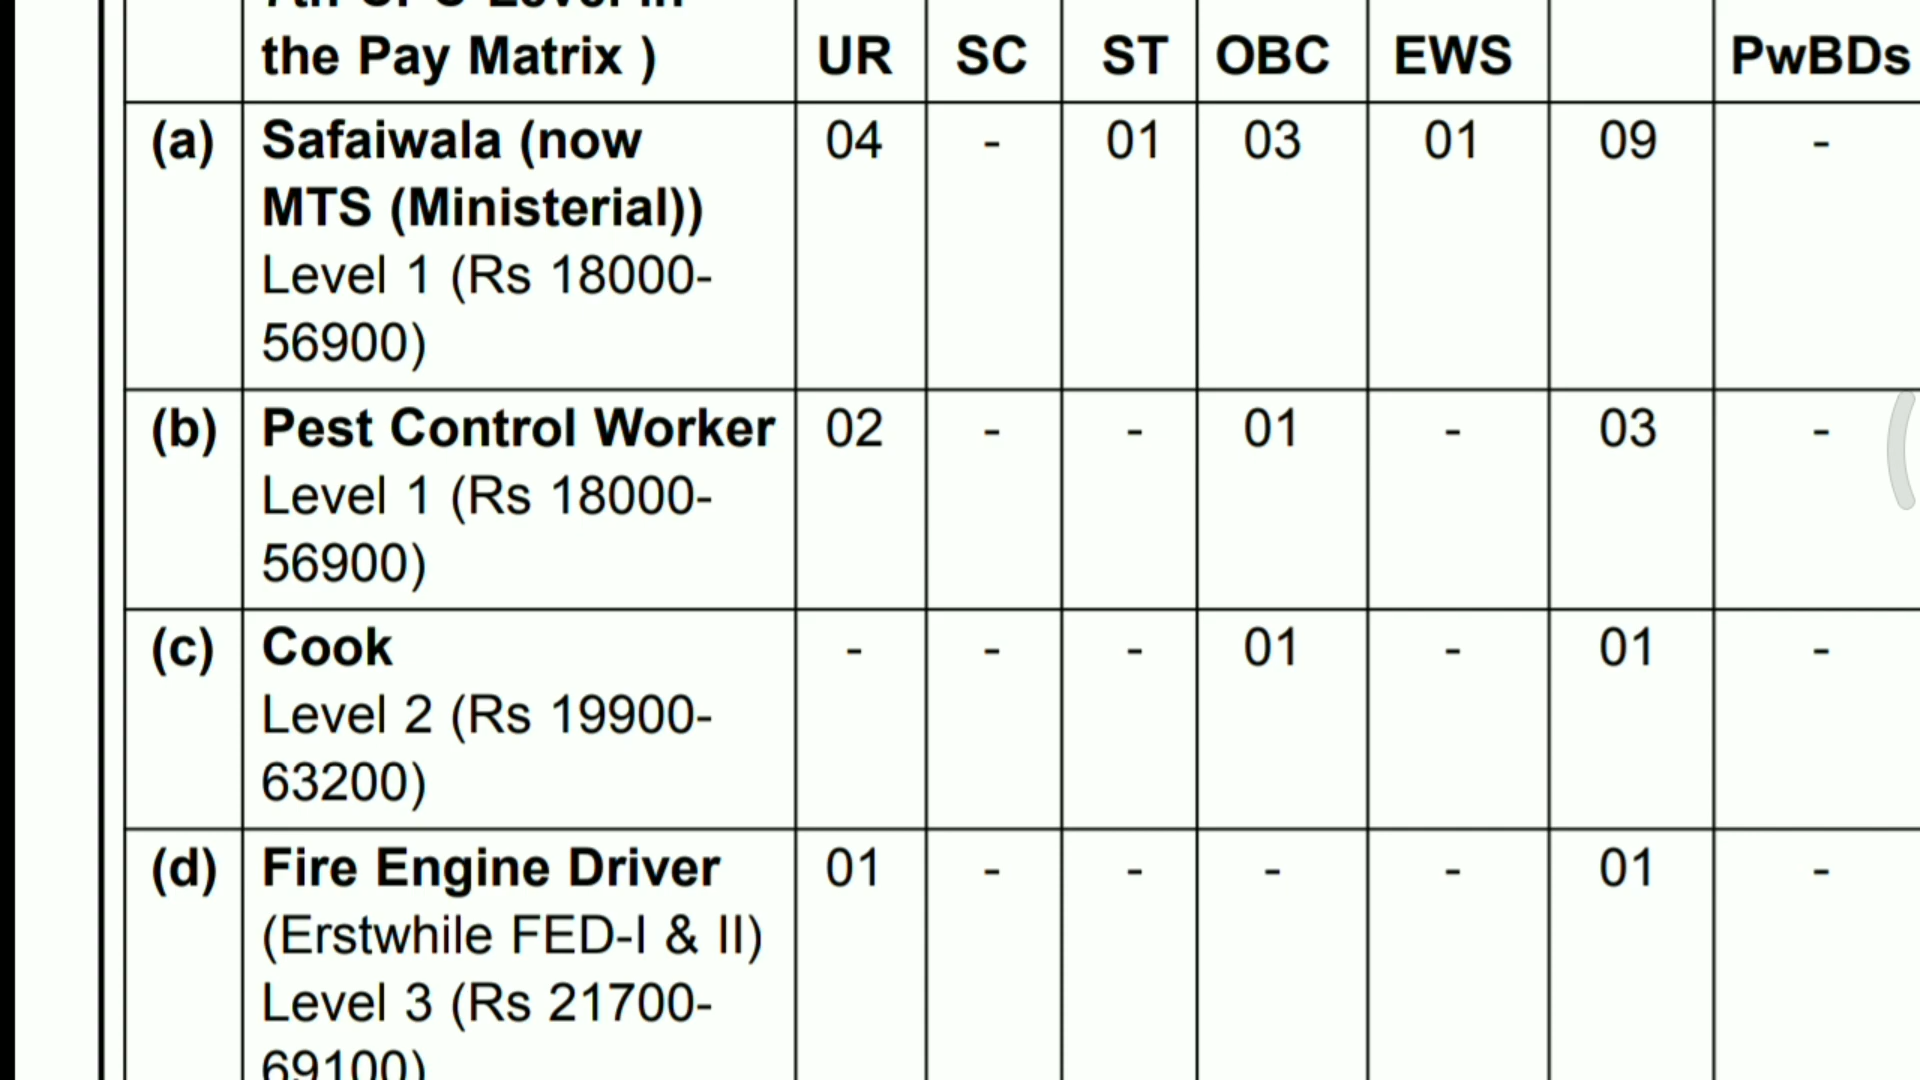 7th CPC Level in
the Pay Matrix ) UR SC ST OBC EWS PwBDs
(a) Safaiwala (now 04 - 01 03 01 09 -
MTS (Ministerial))
Level 1 (Rs 18000-
56900)
(b) Pest Control Worker 02 - - 01 - 03 -
Level 1 (Rs 18000-
56900)
(c) Cook - - - 01 - 01 -
Level 2 (Rs 19900-
63200)
(d) Fire Engine Driver 01 - - - - 01 -
(Erstwhile FED-I & II)
Level 3 (Rs 21700-
69100)